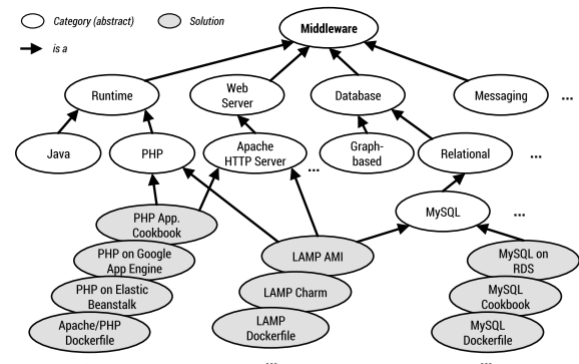 Category (abstract)
Solution
is a
Middleware
Runtime
Web
Server
Database
Messaging
...
Java
PHP
Apache
HTTP Server
...
Graph-
based
Relational
...
MySQL
...
PHP App.
Cookbook
PHP on Google
App Engine
PHP on Elastic
Beanstalk
Apache/PHP
Dockerfile
LAMP AMI
LAMP Charm
LAMP
Dockerfile
...
MySQL on
RDS
MySQL
Cookbook
MySQL
Dockerfile
...